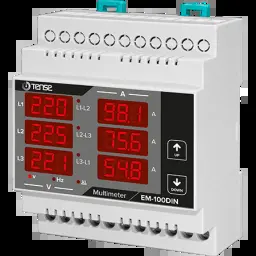 TENSE
A
L1 220 L1-L2 98.1 A
L2 225 L2-L3 75.6 A
L3 221 L3-L1 54.8 A
V Hz
V
UP
DOWN
Multimeter
EM-100DIN